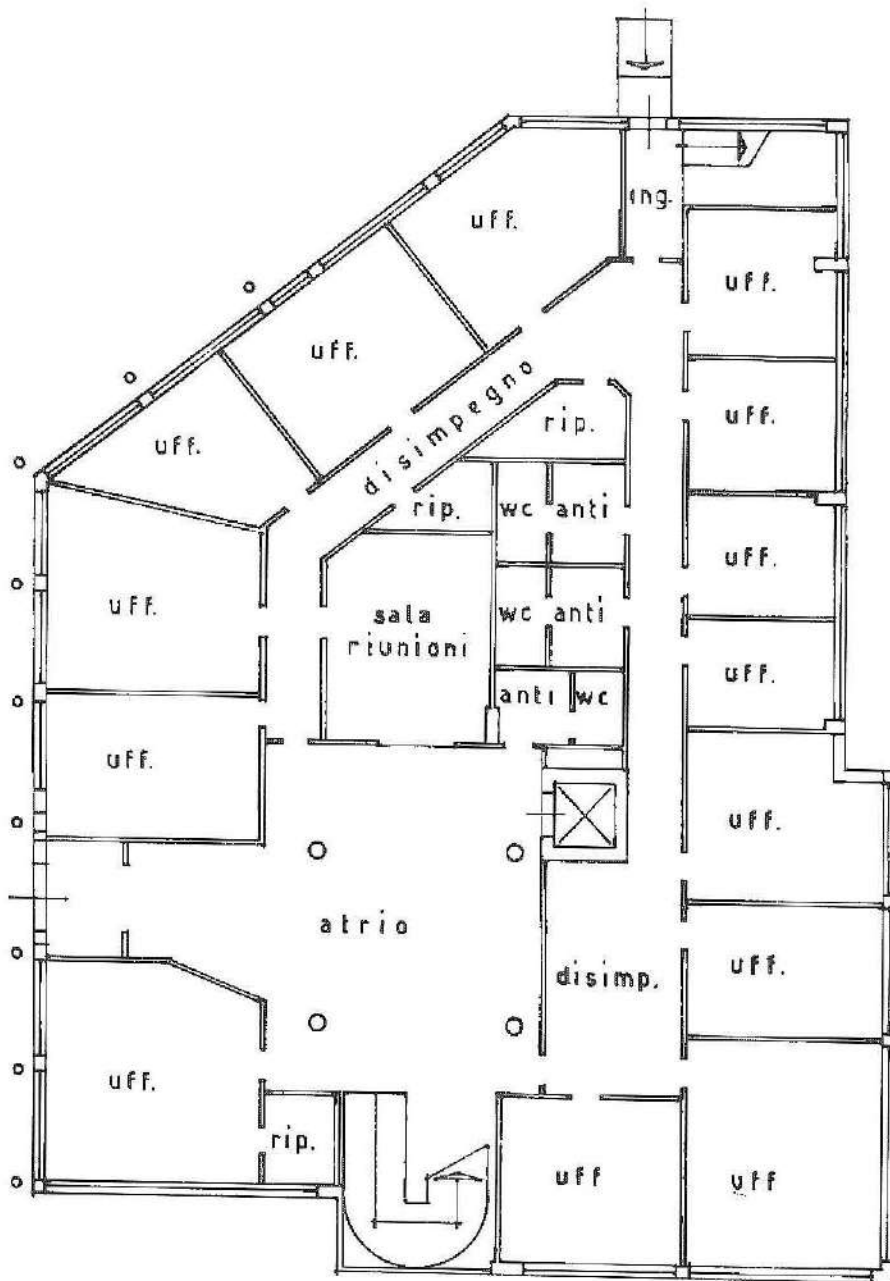 ing.
uff.
uff.
uff.
disimpegno
uff.
uff.
rip.
rip.
wc anti
uff.
uff.
sala
riunioni
wc anti
uff.
anti wc
uff.
uff.
atrio
disimp.
uff.
uff.
rip.
uff
uff